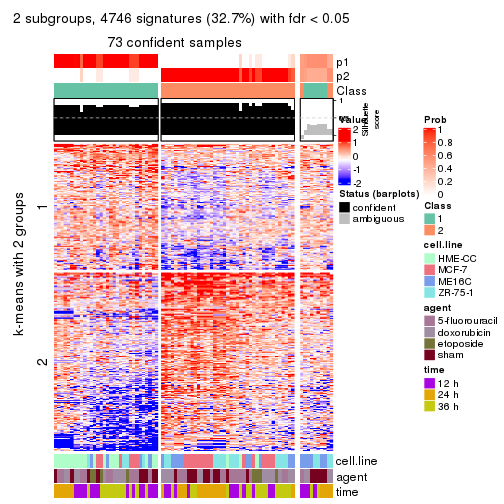 2 subgroups, 4746 signatures (32.7%) with fdr < 0.05
73 confident samples
p1
p2
Class
1
0
Silhouette
score
k-means with 2 groups
1
2
cell.line
agent
time
Value
2
1
0
-1
-2
Status (barplots)
confident
ambiguous
Prob
1
0.8
0.6
0.4
0.2
0
Class
1
2
cell.line
HME-CC
MCF-7
ME16C
ZR-75-1
agent
5-fluorouracil
doxorubicin
etoposide
sham
time
12 h
24 h
36 h